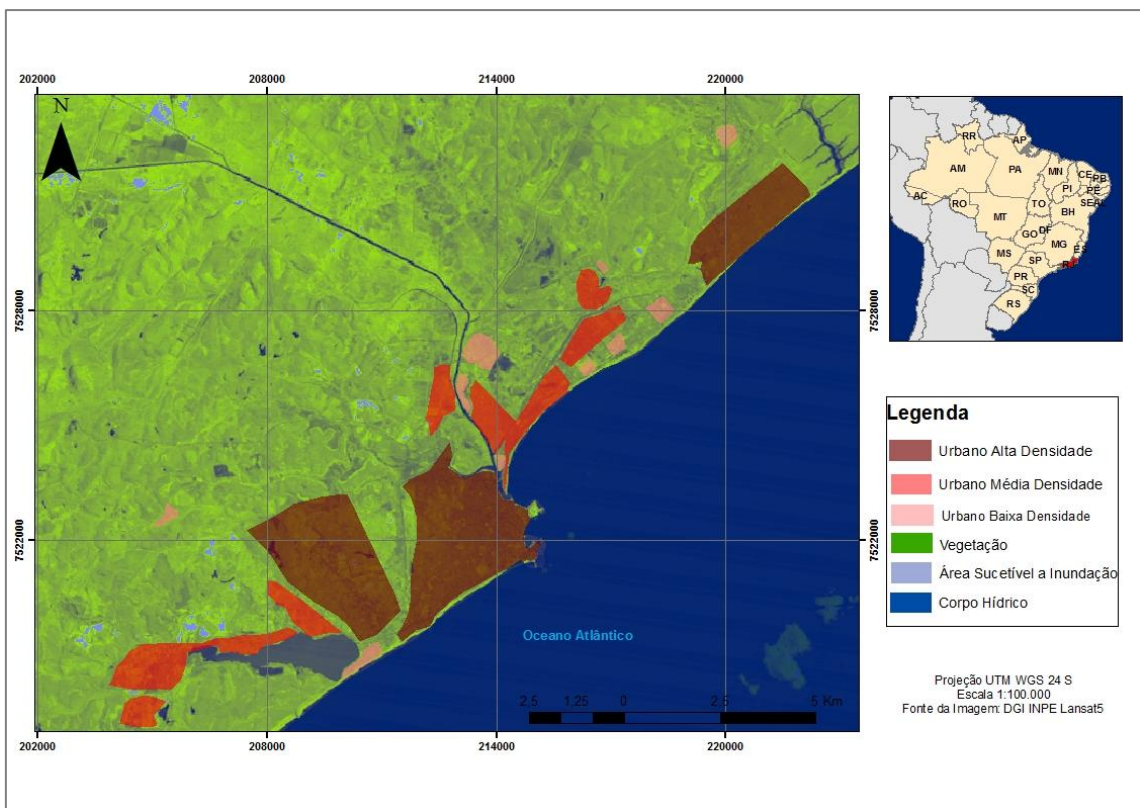 202000
208000
214000
220000
N
7528000
7528000
7522000
7522000
Oceano Atlântico
2,5 1,25 0 2,5 5 Km
202000
208000
214000
220000
RR
AP
AM
PA
MN
CE
PB
PI
PE
AC
RO
TO
SE
AL
MT
BH
GO
DF
MG
ES
MS
SP
PR
SC
RS
Legenda
Urbano Alta Densidade
Urbano Média Densidade
Urbano Baixa Densidade
Vegetação
Área Sucetível a Inundação
Corpo Hídrico
Projeção UTM WGS 24 S
Escala 1:100.000
Fonte da Imagem: DGI INPE Lansat5